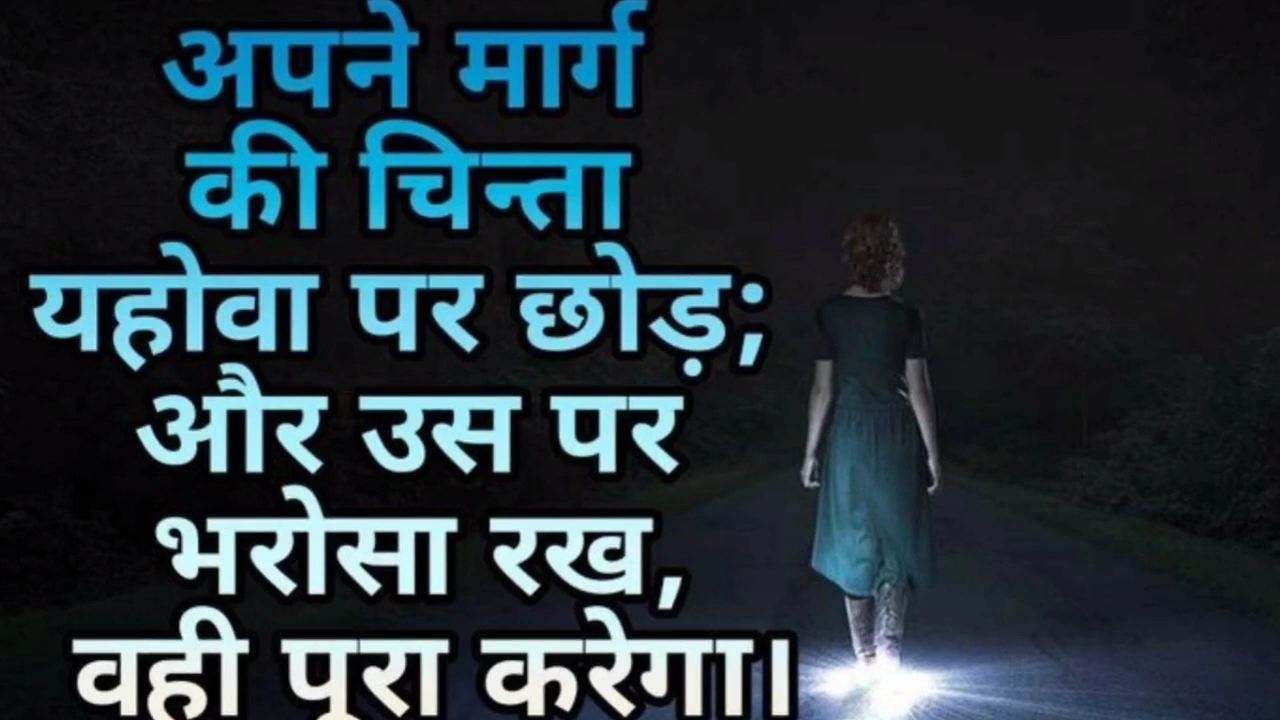 अपने मार्ग
की चिन्ता
यहोवा पर छोड़;
और उस पर
भरोसा रख,
वही पूरा करेगा।